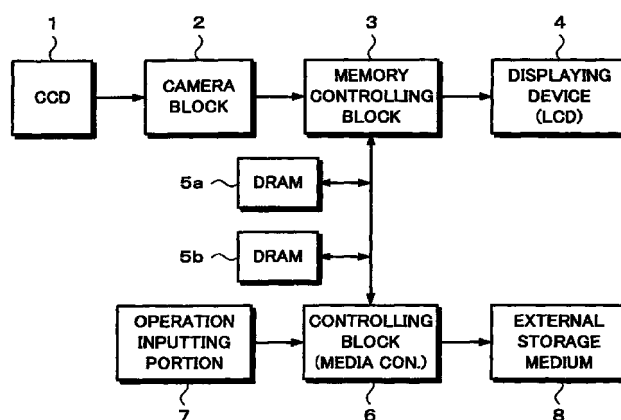 1
2
3
4
CCD
CAMERA
BLOCK
MEMORY
CONTROLLING
BLOCK
DISPLAYING
DEVICE
(LCD)
5a
DRAM
5b
DRAM
OPERATION
INPUTTING
PORTION
CONTROLLING
BLOCK
(MEDIA CON.)
EXTERNAL
STORAGE
MEDIUM
7
6
8